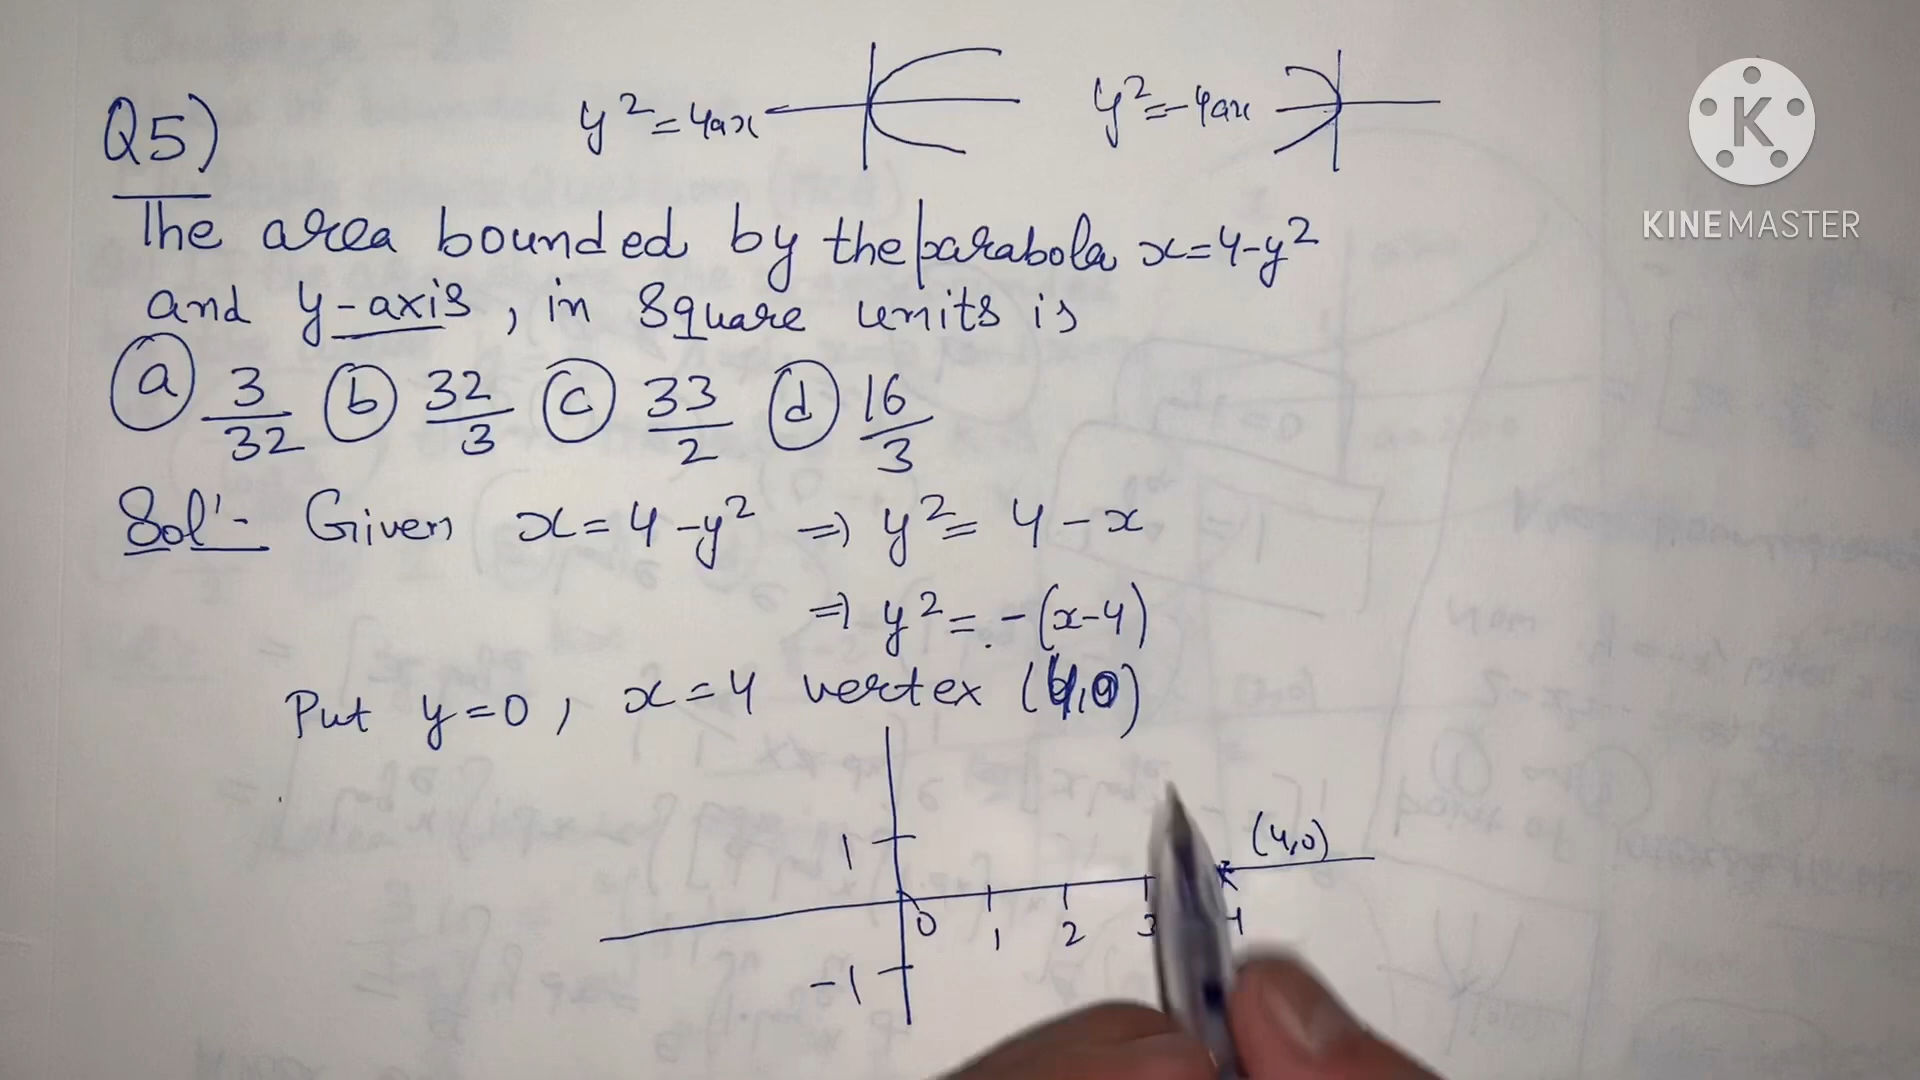 y² = 4ax y² = -4ax
Q5)
The area bounded by the parabola x = 4 - y²
and y-axis, in square units is
(a) 3/32 (b) 32/3 (c) 33/2 (d) 16/3
Sol'- Given x = 4 - y² ⇒ y² = 4 - x
⇒ y² = -(x-4)
Put y = 0, x = 4 vertex (4,0)
1 (4,0)
0 1 2 3 4
-1
K
KINEMASTER